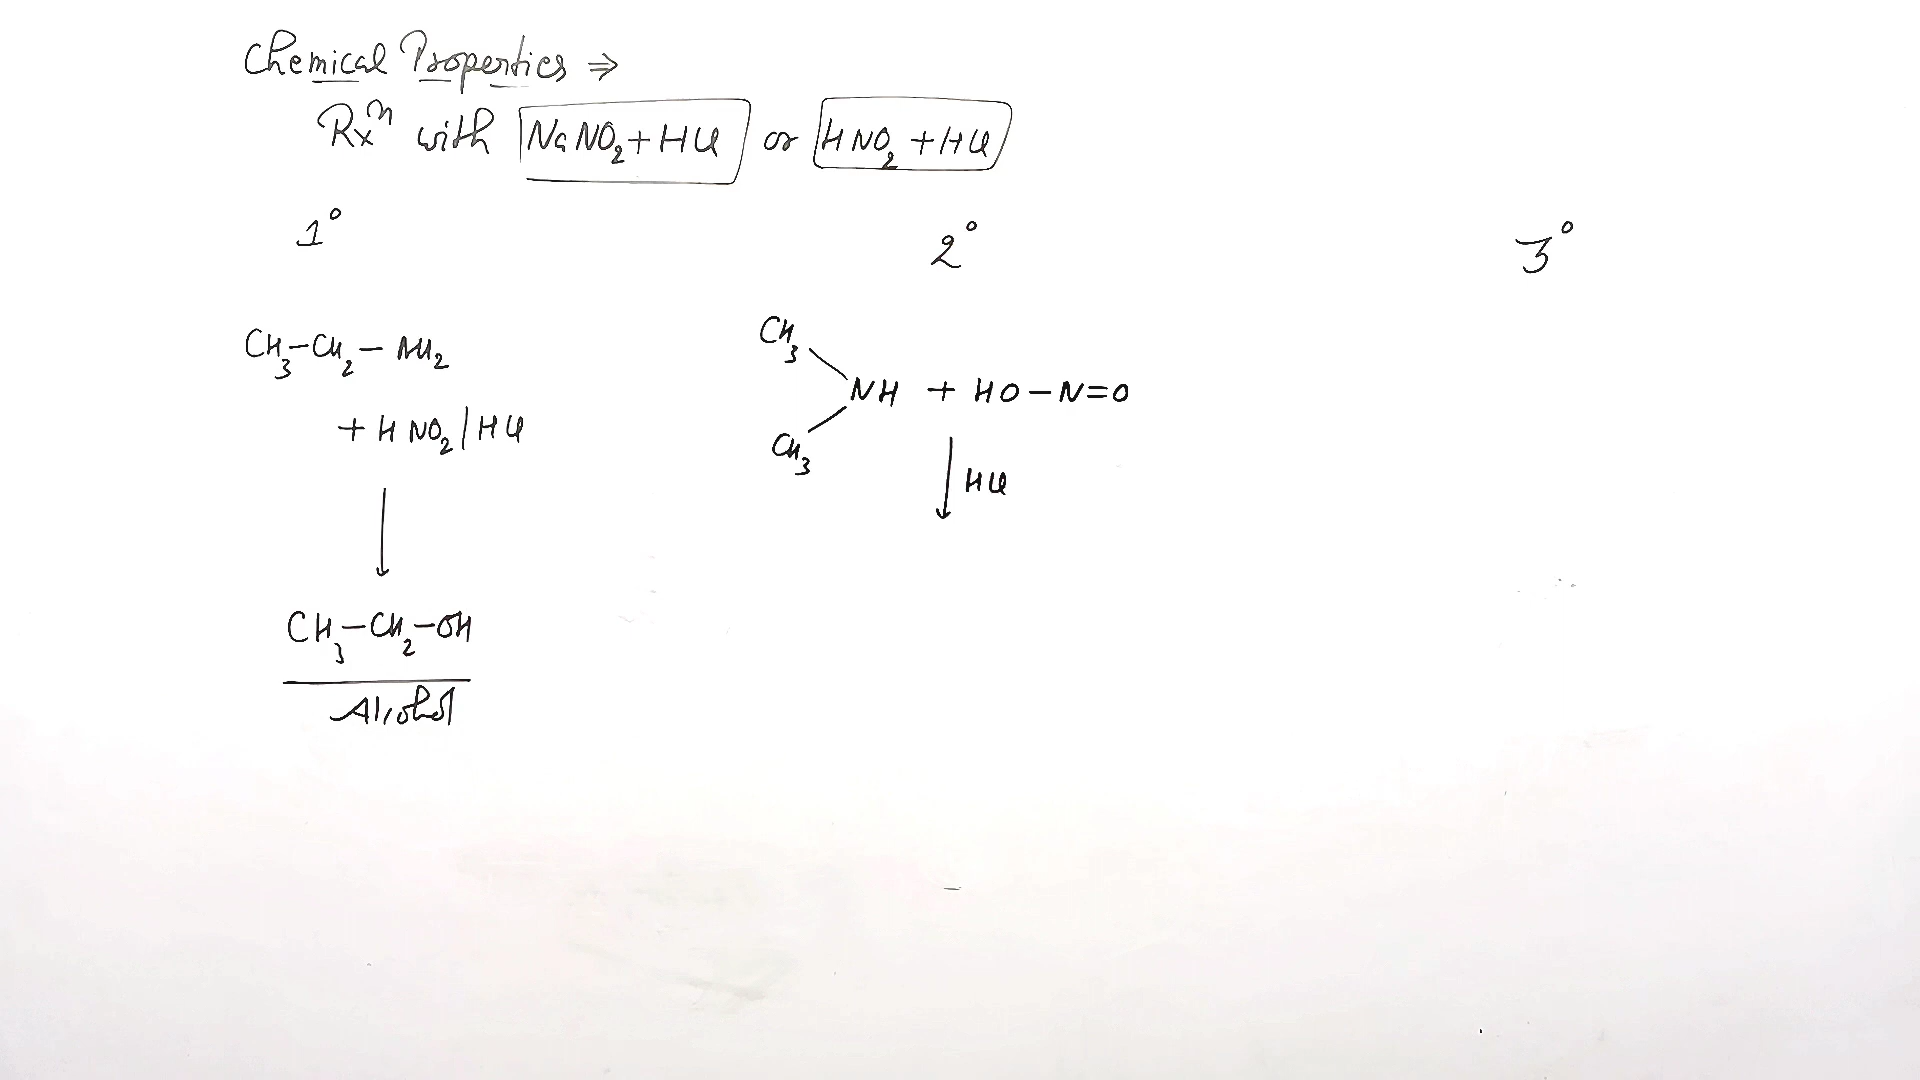 Chemical Properties ⇒
Rxⁿ with NaNO₂+HCl or HNO₂+HCl
1° 2° 3°
CH₃-CH₂-NH₂
+ HNO₂/HCl
CH₃-CH₂-OH
Alcohol
CH₃
NH + HO-N=O
CH₃
HCl